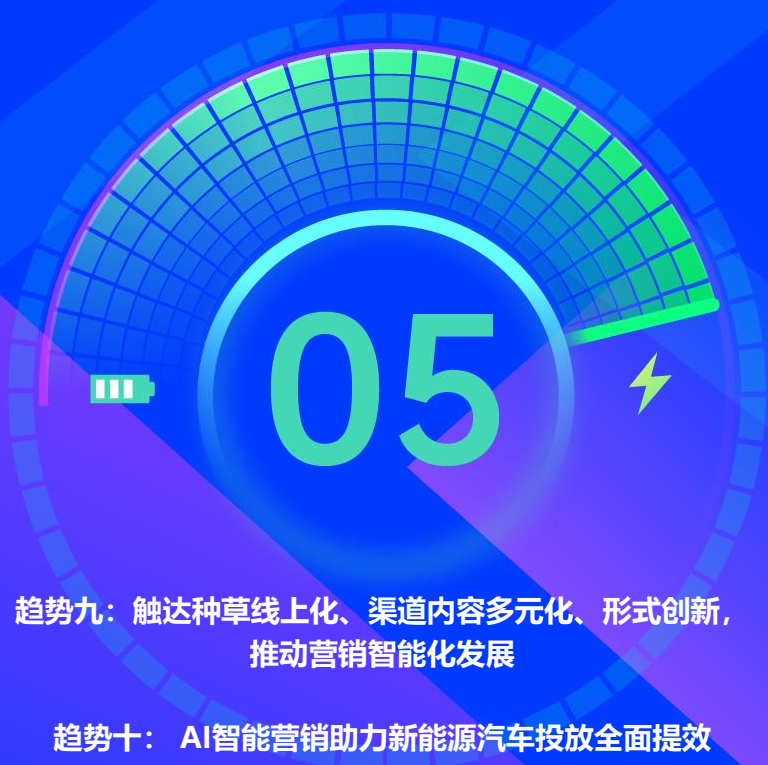 05
趋势九：触达种草线上化、渠道内容多元化、形式创新，
推动营销智能化发展
趋势十： AI智能营销助力新能源汽车投放全面提效